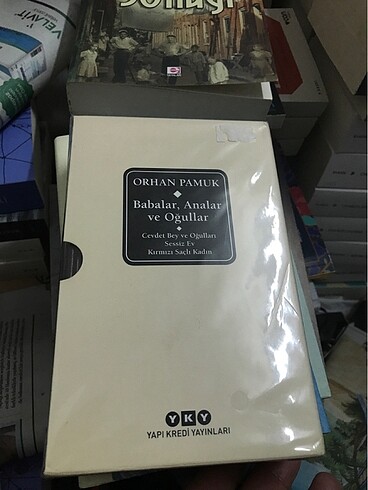 VELAVİT
ORHAN PAMUK
Babalar, Analar
ve Oğullar
Cevdet Bey ve Oğulları
Sessiz Ev
Kırmızı Saçlı Kadın
YKY
YAPI KREDİ YAYINLARI